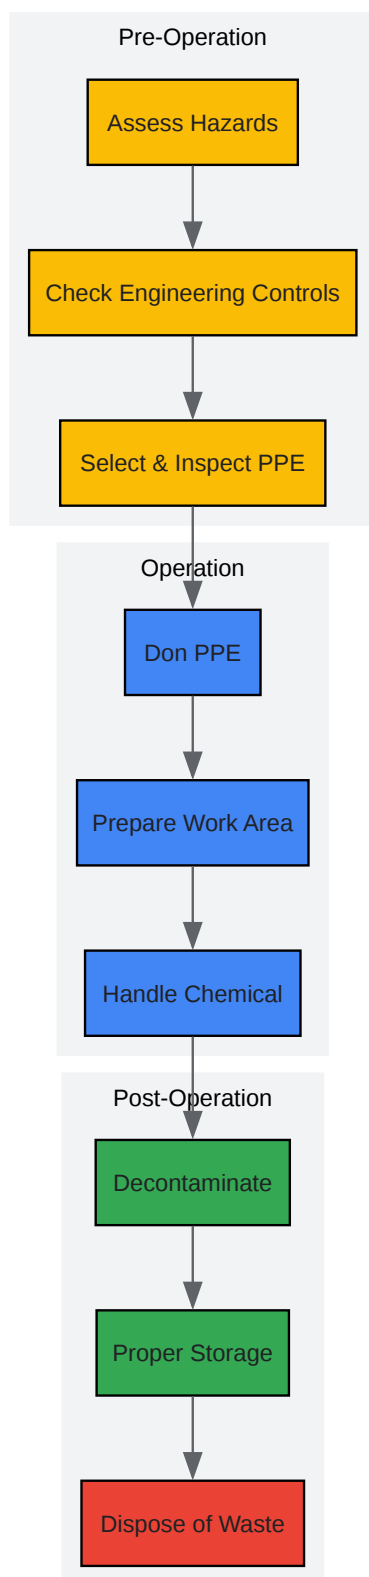 Pre-Operation
Assess Hazards
Check Engineering Controls
Select & Inspect PPE
Operation
Don PPE
Prepare Work Area
Handle Chemical
Post-Operation
Decontaminate
Proper Storage
Dispose of Waste